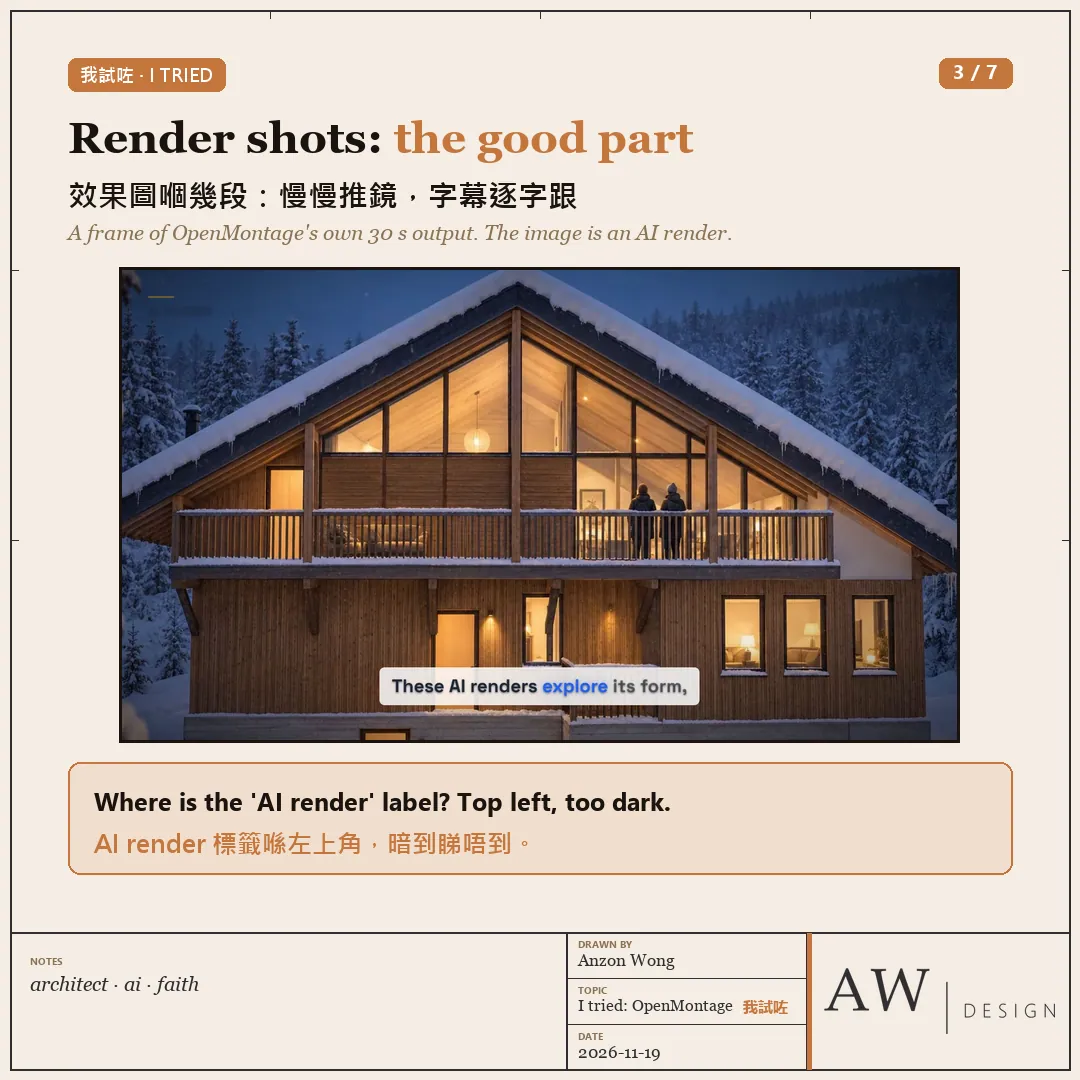 我試咗 · I TRIED
3 / 7
Render shots: the good part
效果圖嗰幾段：慢慢推鏡，字幕逐字跟
A frame of OpenMontage's own 30 s output. The image is an AI render.
These AI renders explore its form,
Where is the 'AI render' label? Top left, too dark.
AI render 標籤喺左上角，暗到睇唔到。
NOTES
architect · ai · faith
DRAWN BY
Anzon Wong
TOPIC
I tried: OpenMontage 我試咗
DATE
2026-11-19
AW | DESIGN